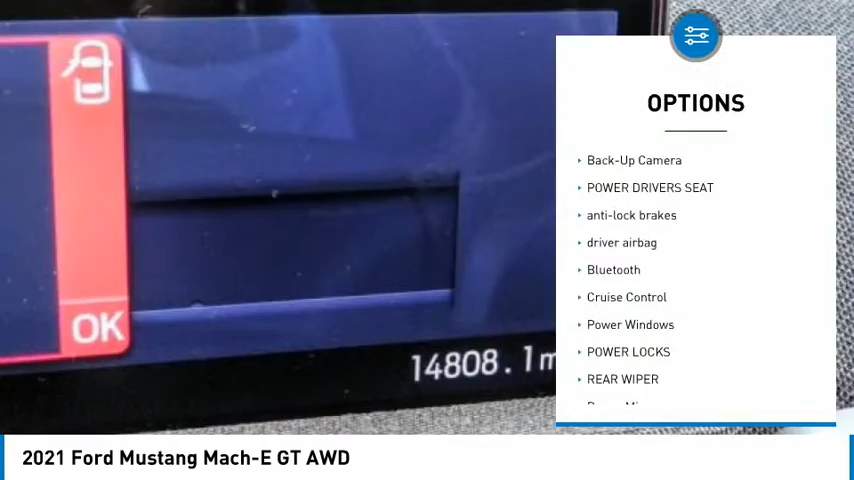 OK
14808.1m
OPTIONS
Back-Up Camera
POWER DRIVERS SEAT
anti-lock brakes
driver airbag
Bluetooth
Cruise Control
Power Windows
POWER LOCKS
REAR WIPER
2021 Ford Mustang Mach-E GT AWD